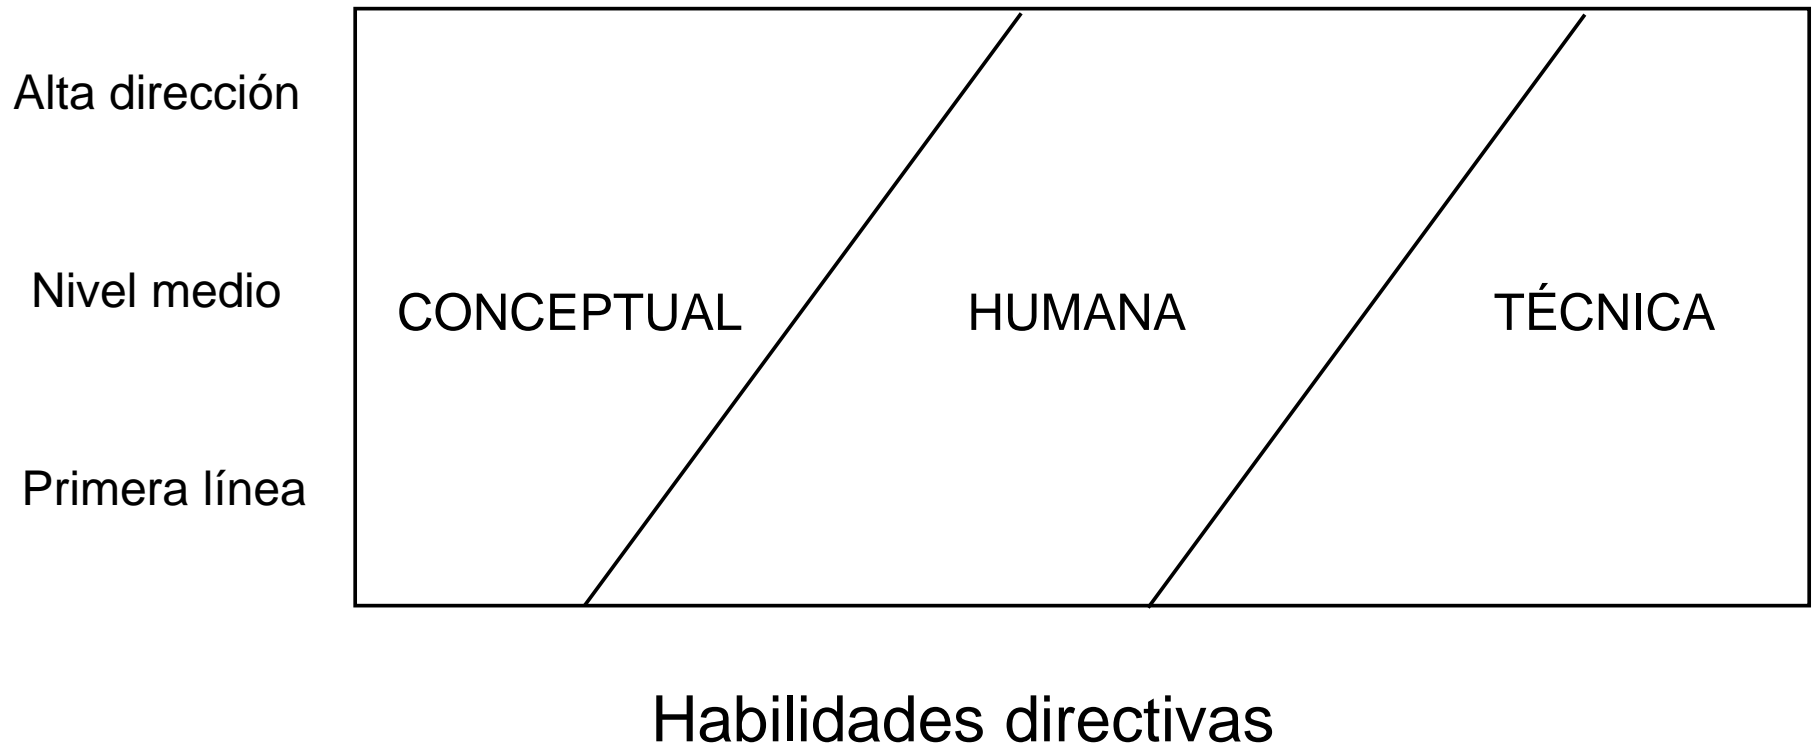 Alta dirección
Nivel medio
CONCEPTUAL
HUMANA
TÉCNICA
Primera línea
Habilidades directivas